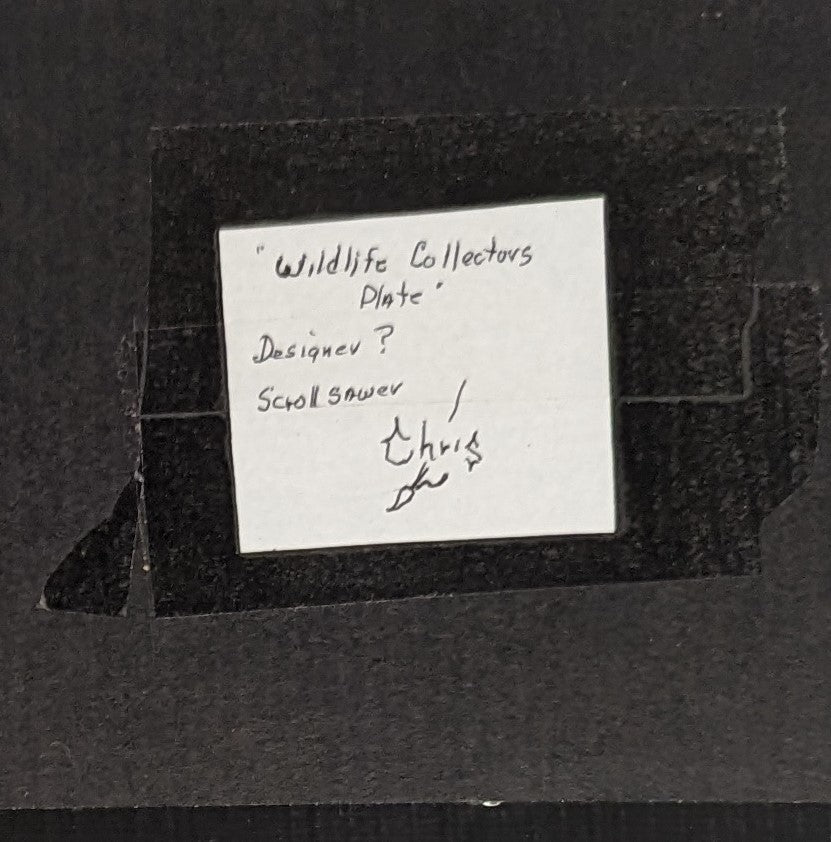 "Wildlife Collectors
Plate"
Designer ?
Scrollsawer
Chris